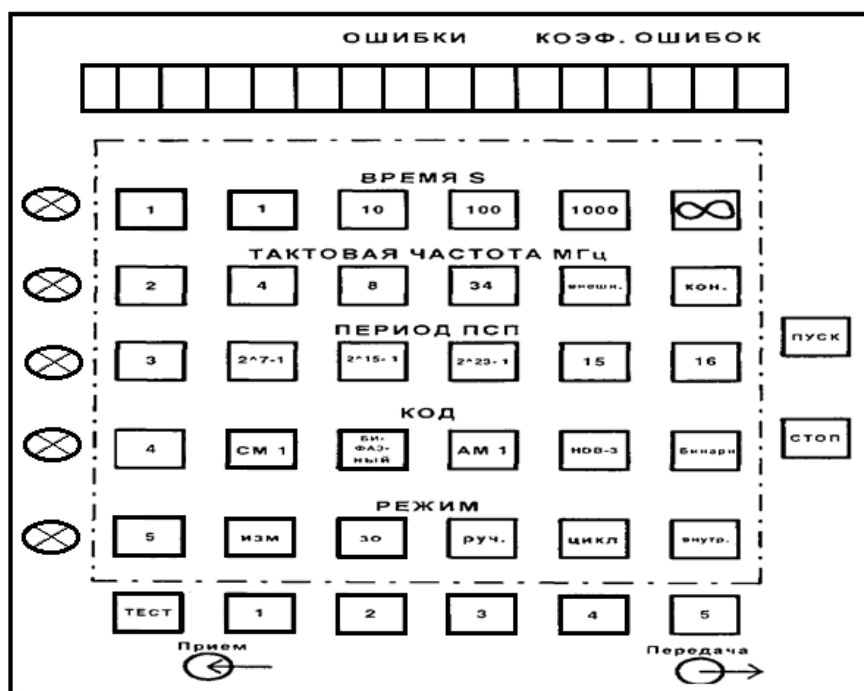 ОШИБКИ КОЭФ. ОШИБОК
ВРЕМЯ S
1 1 10 100 1000 ∞
ТАКТОВАЯ ЧАСТОТА МГц
2 4 8 34 внешн. кон.
ПЕРИОД ПСП
ПУСК
3 2^7-1 2^15-1 2^23-1 15 16
КОД
4 СМ 1 БИ-
ФАЗ-
НЫЙ АМ 1 HDB-3 Бинарн
СТОП
РЕЖИМ
5 изм зо руч. цикл внутр.
ТЕСТ 1 2 3 4 5
Прием Передача